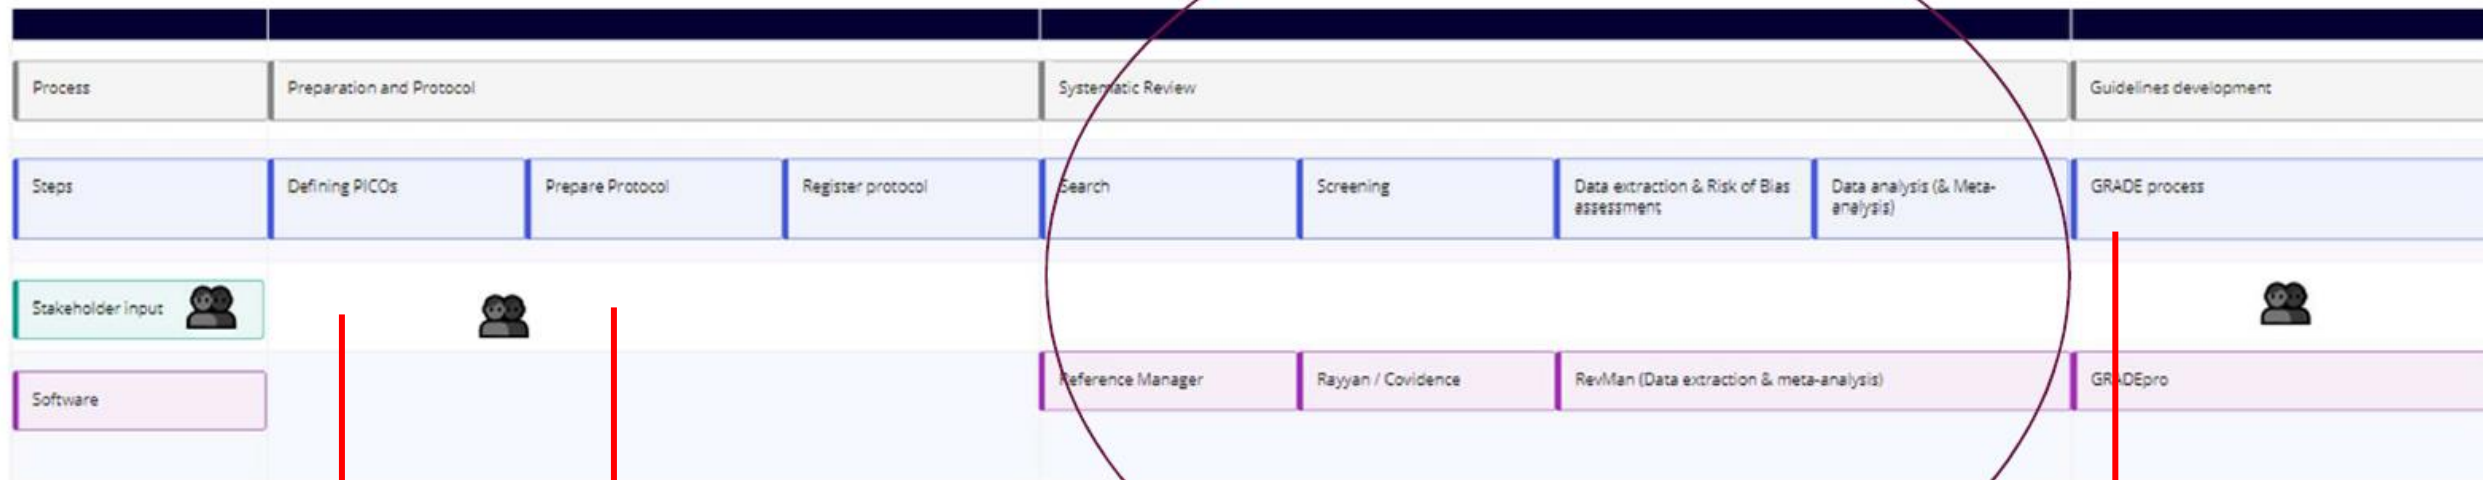 Process
Preparation and Protocol
Systematic Review
Guidelines development
Steps
Defining PICOs
Prepare Protocol
Register protocol
Search
Screening
Data extraction & Risk of Bias
assessment
Data analysis (& Meta-
analysis)
GRADE process
Stakeholder input
Software
Reference Manager
Rayyan / Covidence
RevMan (Data extraction & meta-analysis)
GRADEpro